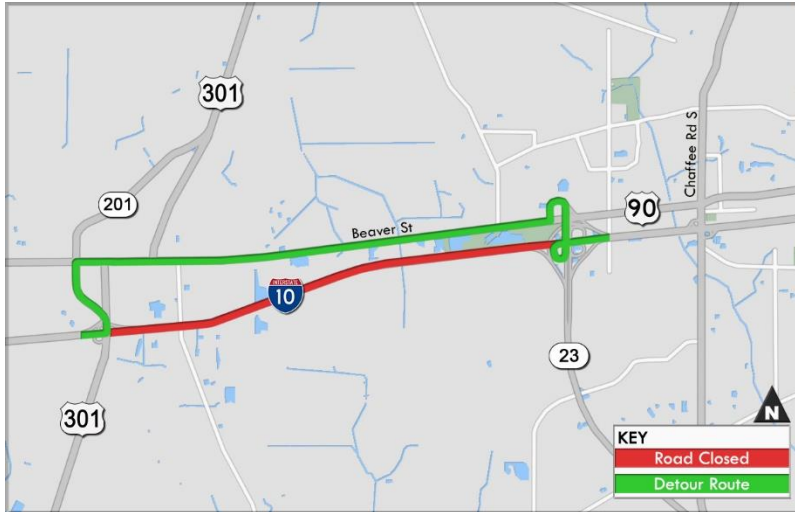 301
201
Chaffee Rd S
90
Beaver St
INTERSTATE
10
23
301
N
KEY
Road Closed
Detour Route